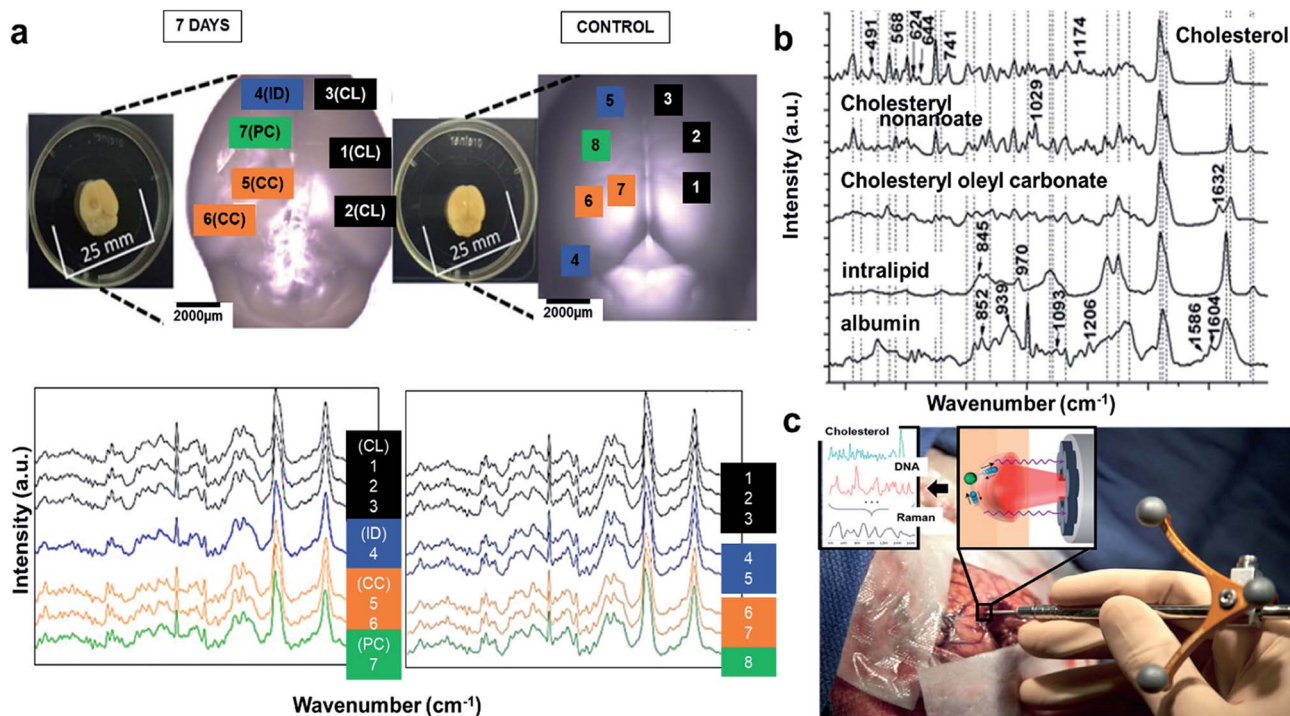 a
7 DAYS
CONTROL
4(ID)
3(CL)
7(PC)
1(CL)
5(CC)
2(CL)
6(CC)
25 mm
2000µm
5
3
8
2
7
1
6
4
25 mm
2000µm
Intensity (a.u.)
(CL)
1
2
3
(ID)
4
(CC)
5
6
(PC)
7
1
2
3
4
5
6
7
8
Wavenumber (cm-1)
b
Intensity (a.u.)
491
568
624
644
741
1174
Cholesterol
Cholesteryl
nonanoate
1029
Cholesteryl oleyl carbonate
1632
intralipid
845
970
albumin
852
939
1093
1206
1586
1604
Wavenumber (cm-1)
c
Cholesterol
DNA
Raman